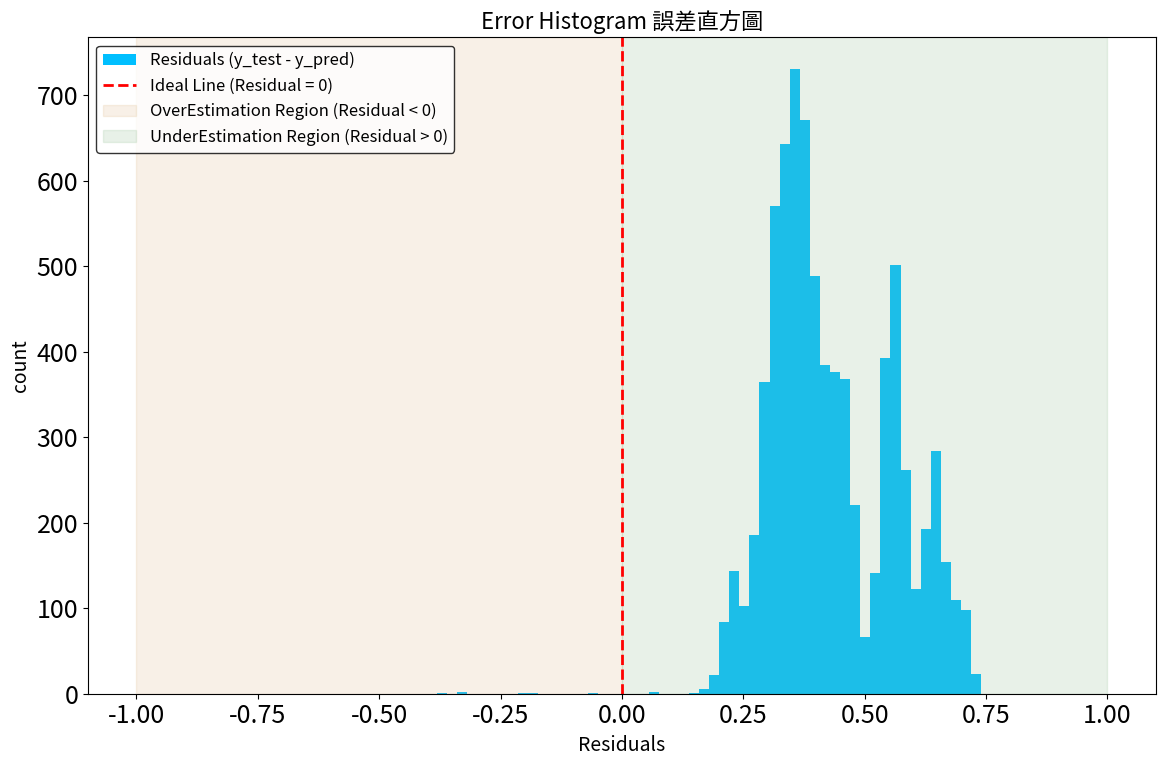 Error Histogram 誤差直方圖
Residuals (y_test - y_pred)
Ideal Line (Residual = 0)
OverEstimation Region (Residual < 0)
UnderEstimation Region (Residual > 0)
700
600
500
400
300
200
100
0
count
-1.00 -0.75 -0.50 -0.25 0.00 0.25 0.50 0.75 1.00
Residuals